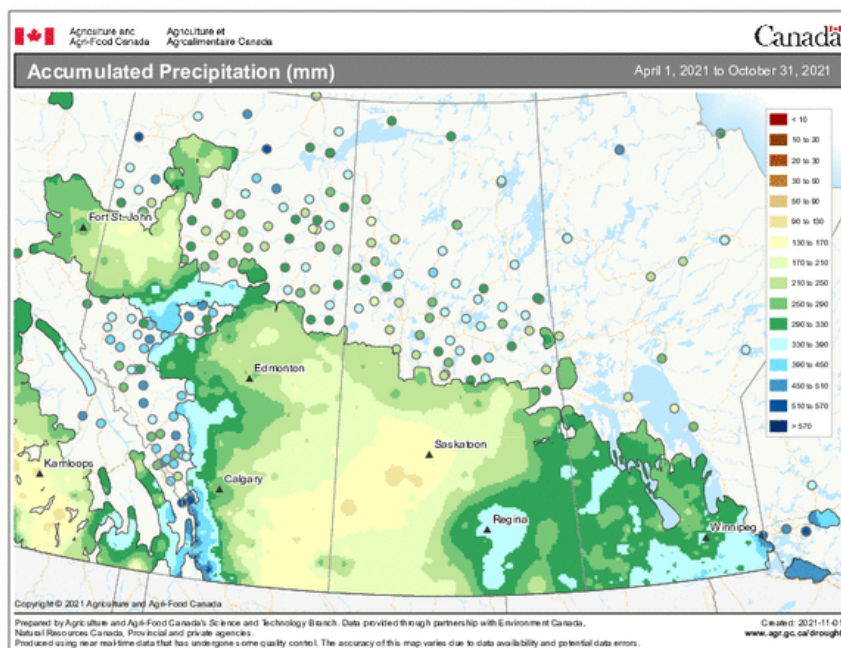 Agriculture and Agriculture et
Agri-Food Canada Agroalimentaire Canada
Canada
Accumulated Precipitation (mm) April 1, 2021 to October 31, 2021
< 10
10 to 20
20 to 30
30 to 50
50 to 90
90 to 130
130 to 170
170 to 210
210 to 250
250 to 290
290 to 330
330 to 390
390 to 450
450 to 510
510 to 570
> 570
Fort St-John
Edmonton
Saskatoon
Kamloops
Calgary
Regina
Winnipeg
Copyright © 2021 Agriculture and Agri-Food Canada
Prepared by Agriculture and Agri-Food Canada's Science and Technology Branch. Data provided through partnership with Environment Canada,
Natural Resources Canada, Provincial and private agencies.
Produced using near real-time data that has undergone some quality control. The accuracy of this map varies due to data availability and potential data errors.
Created: 2021-11-01
www.agr.gc.ca/drought